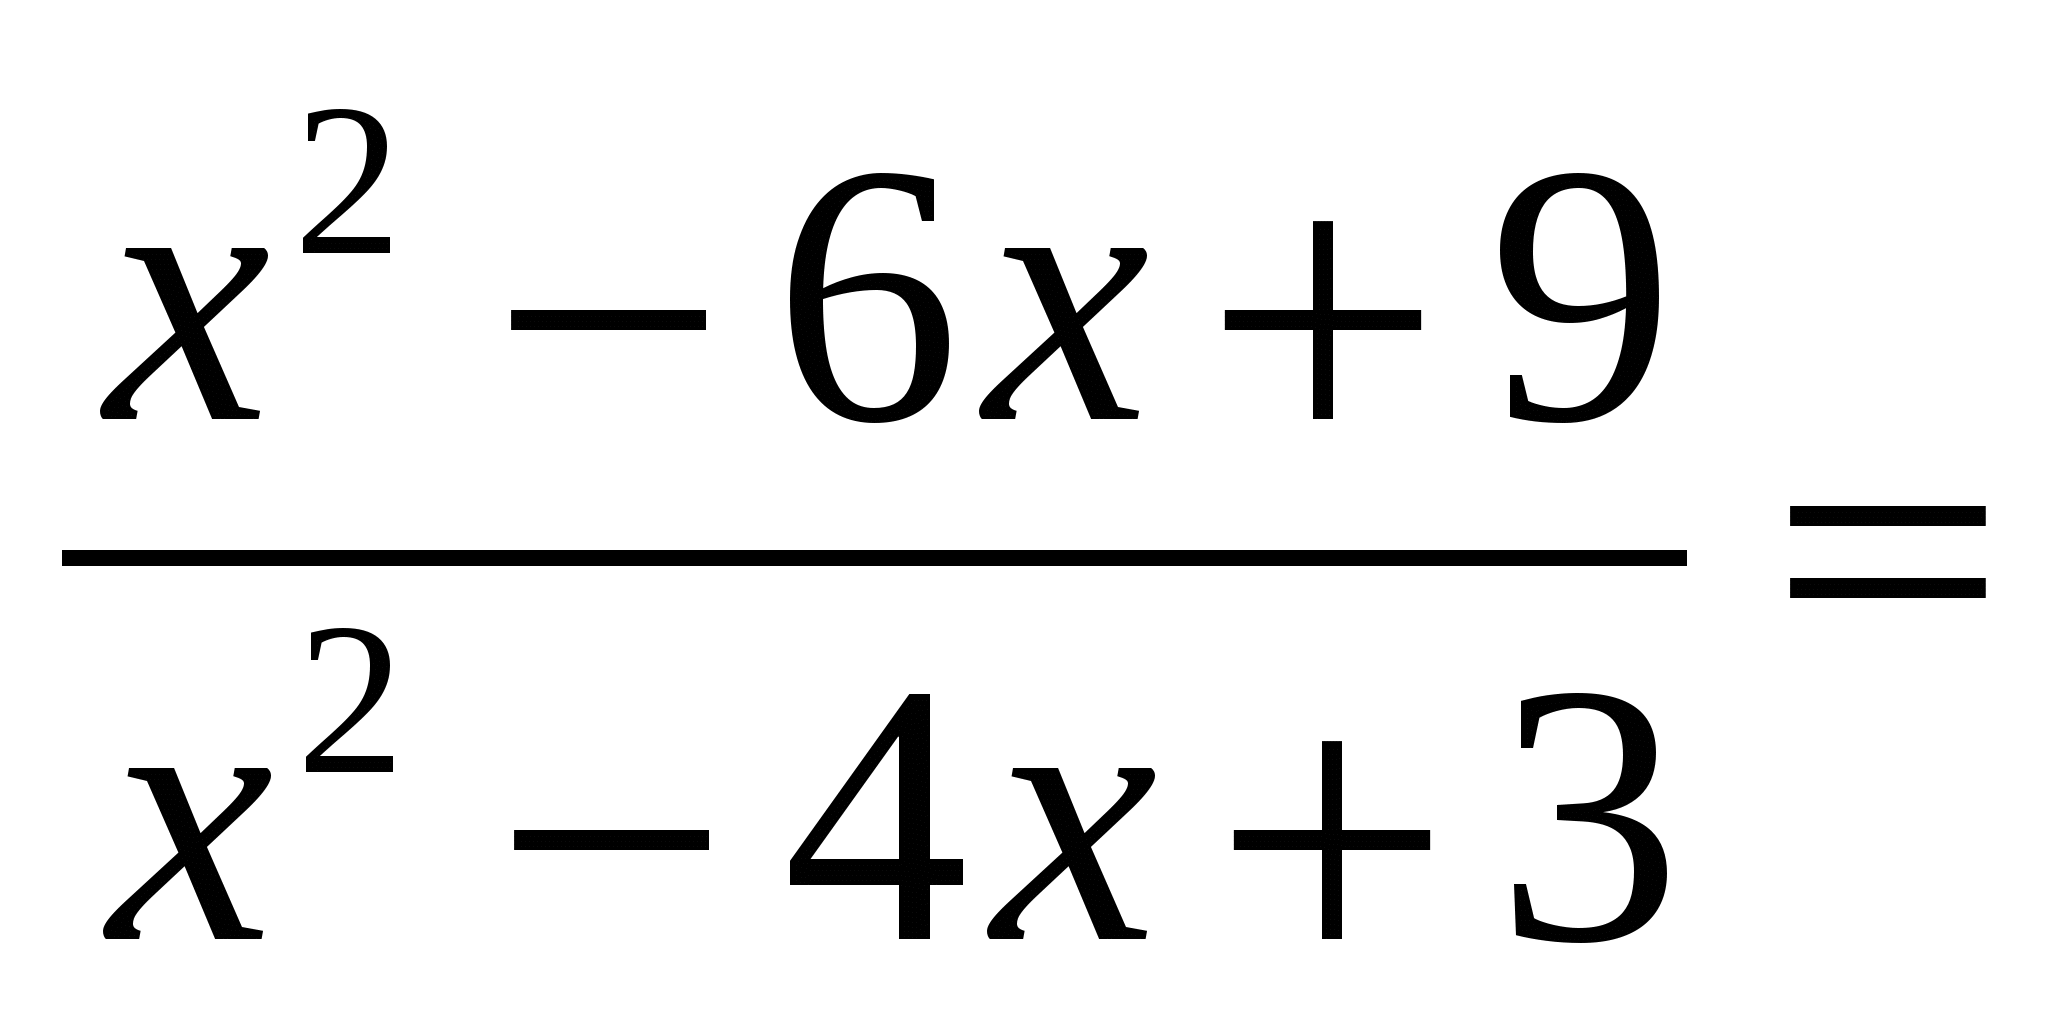 x² − 6x + 9
x² − 4x + 3 =